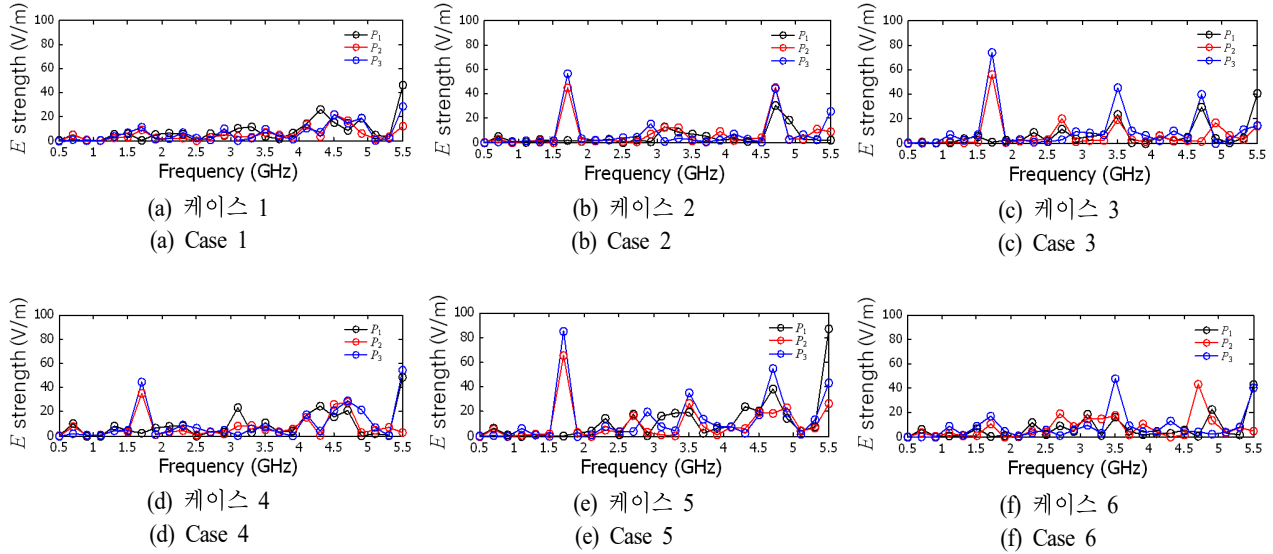 100
80
60
40
20
0
E strength (V/m)
P1
P2
P3
0.5 1 1.5 2 2.5 3 3.5 4 4.5 5 5.5
Frequency (GHz)
(a) 케이스 1
(a) Case 1
100
80
60
40
20
0
E strength (V/m)
P1
P2
P3
0.5 1 1.5 2 2.5 3 3.5 4 4.5 5 5.5
Frequency (GHz)
(b) 케이스 2
(b) Case 2
100
80
60
40
20
0
E strength (V/m)
P1
P2
P3
0.5 1 1.5 2 2.5 3 3.5 4 4.5 5 5.5
Frequency (GHz)
(c) 케이스 3
(c) Case 3
100
80
60
40
20
0
E strength (V/m)
P1
P2
P3
0.5 1 1.5 2 2.5 3 3.5 4 4.5 5 5.5
Frequency (GHz)
(d) 케이스 4
(d) Case 4
100
80
60
40
20
0
E strength (V/m)
P1
P2
P3
0.5 1 1.5 2 2.5 3 3.5 4 4.5 5 5.5
Frequency (GHz)
(e) 케이스 5
(e) Case 5
100
80
60
40
20
0
E strength (V/m)
P1
P2
P3
0.5 1 1.5 2 2.5 3 3.5 4 4.5 5 5.5
Frequency (GHz)
(f) 케이스 6
(f) Case 6